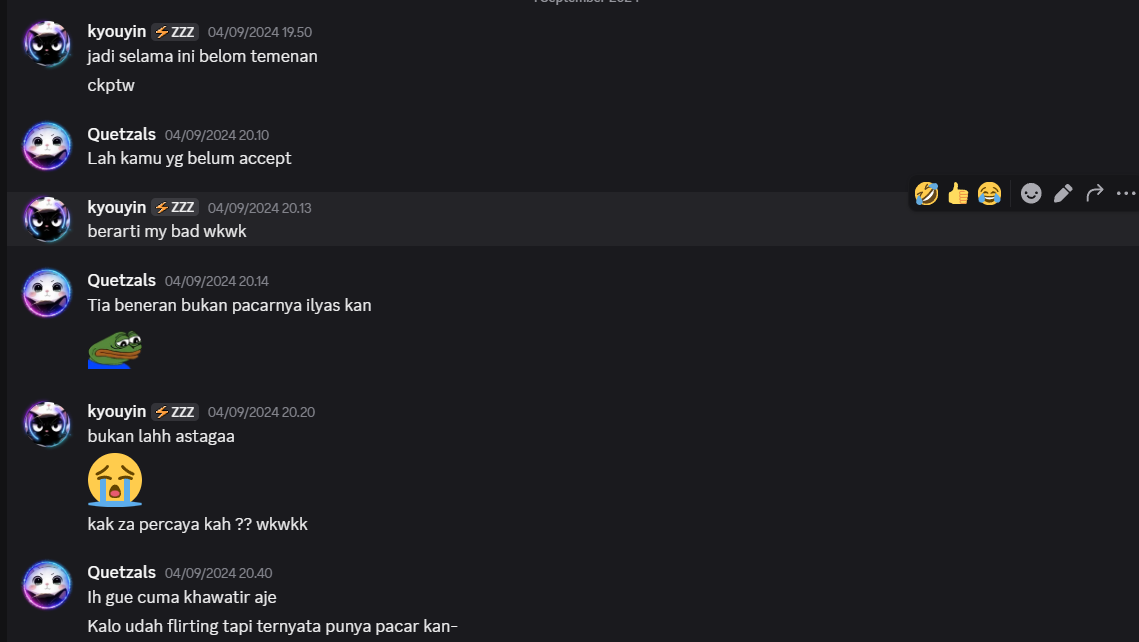 kyouyin ZZZ 04/09/2024 19.50
jadi selama ini belom temenan
ckptw
Quetzals 04/09/2024 20.10
Lah kamu yg belum accept
kyouyin ZZZ 04/09/2024 20.13
berarti my bad wkwk
Quetzals 04/09/2024 20.14
Tia beneran bukan pacarnya ilyas kan
kyouyin ZZZ 04/09/2024 20.20
bukan lahh astagaa
kak za percaya kah ?? wkwkk
Quetzals 04/09/2024 20.40
Ih gue cuma khawatir aje
Kalo udah flirting tapi ternyata punya pacar kan-